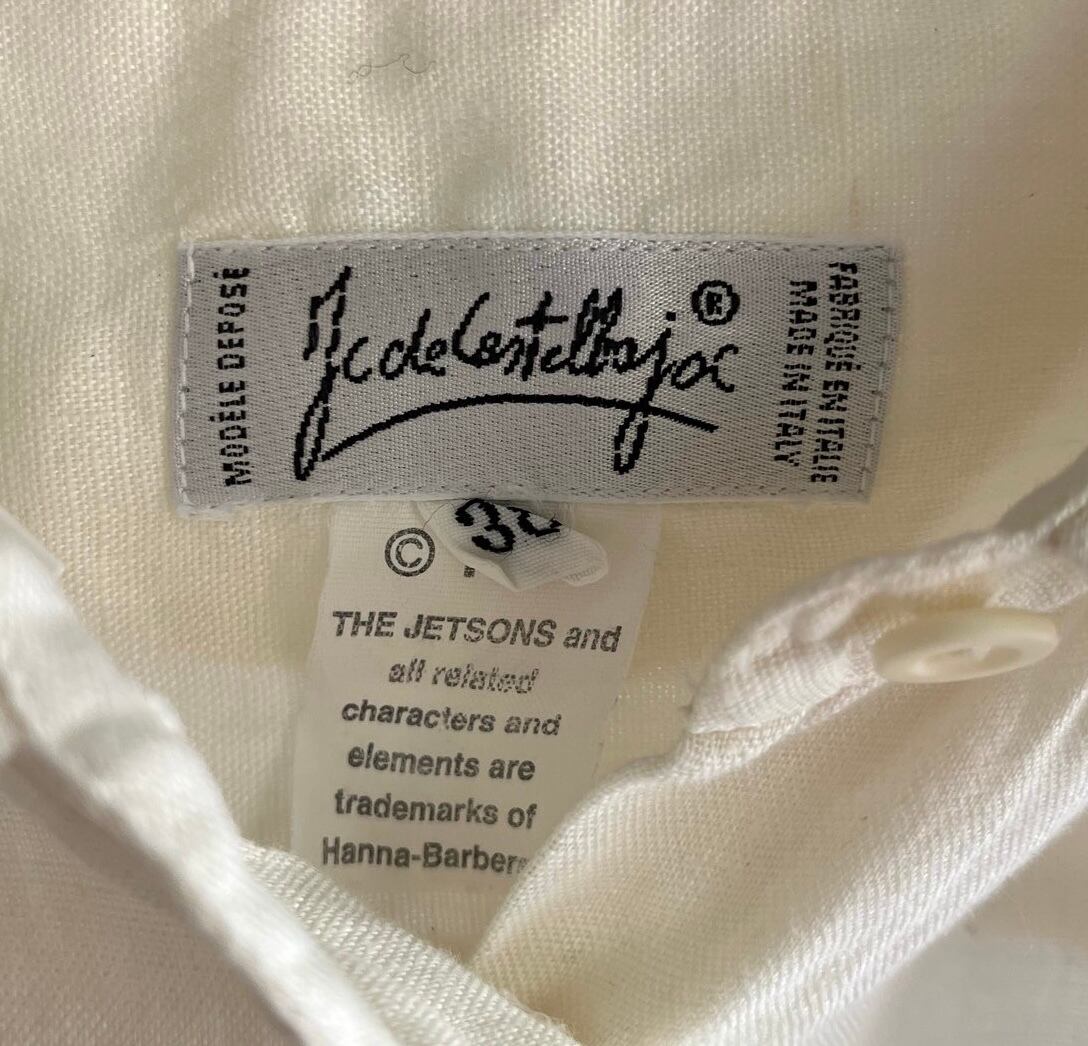 MODÈLE DEPOSÉ
JcdeCastelbajac ®
FABRIQUÉ EN ITALIE
MADE IN ITALY
©
THE JETSONS and
all related
characters and
elements are
trademarks of